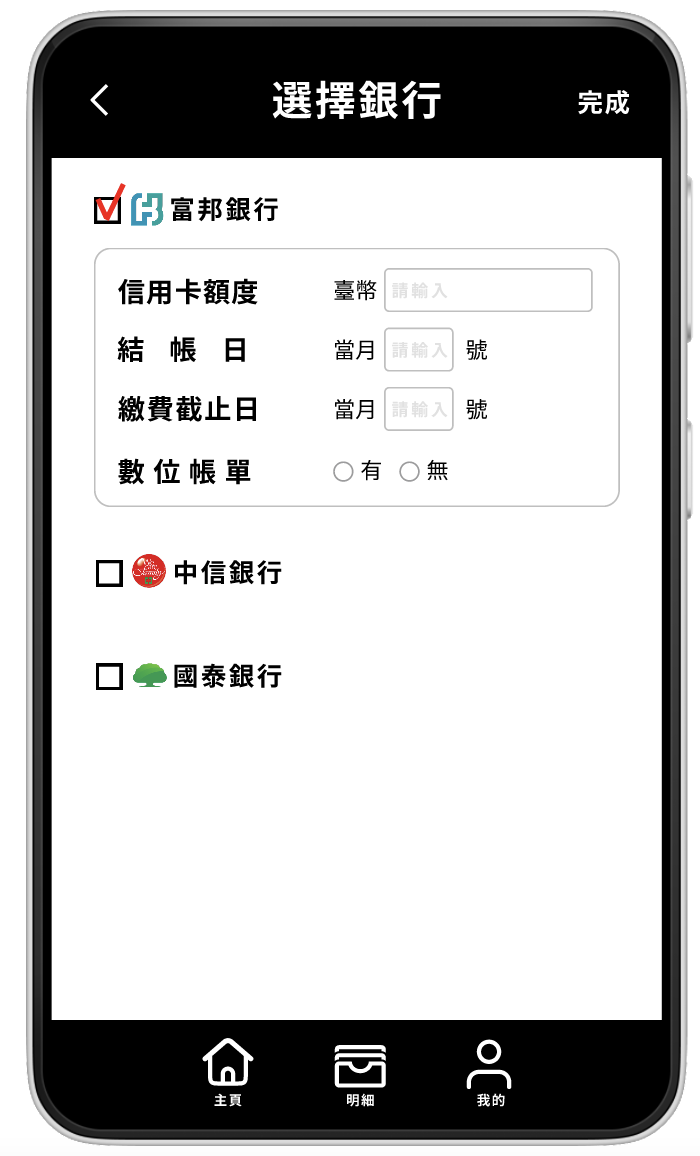 選擇銀行 完成
富邦銀行
信用卡額度 臺幣 請輸入
結帳日 當月 請輸入 號
繳費截止日 當月 請輸入 號
數位帳單 有 無
中信銀行
國泰銀行
主頁 明細 我的